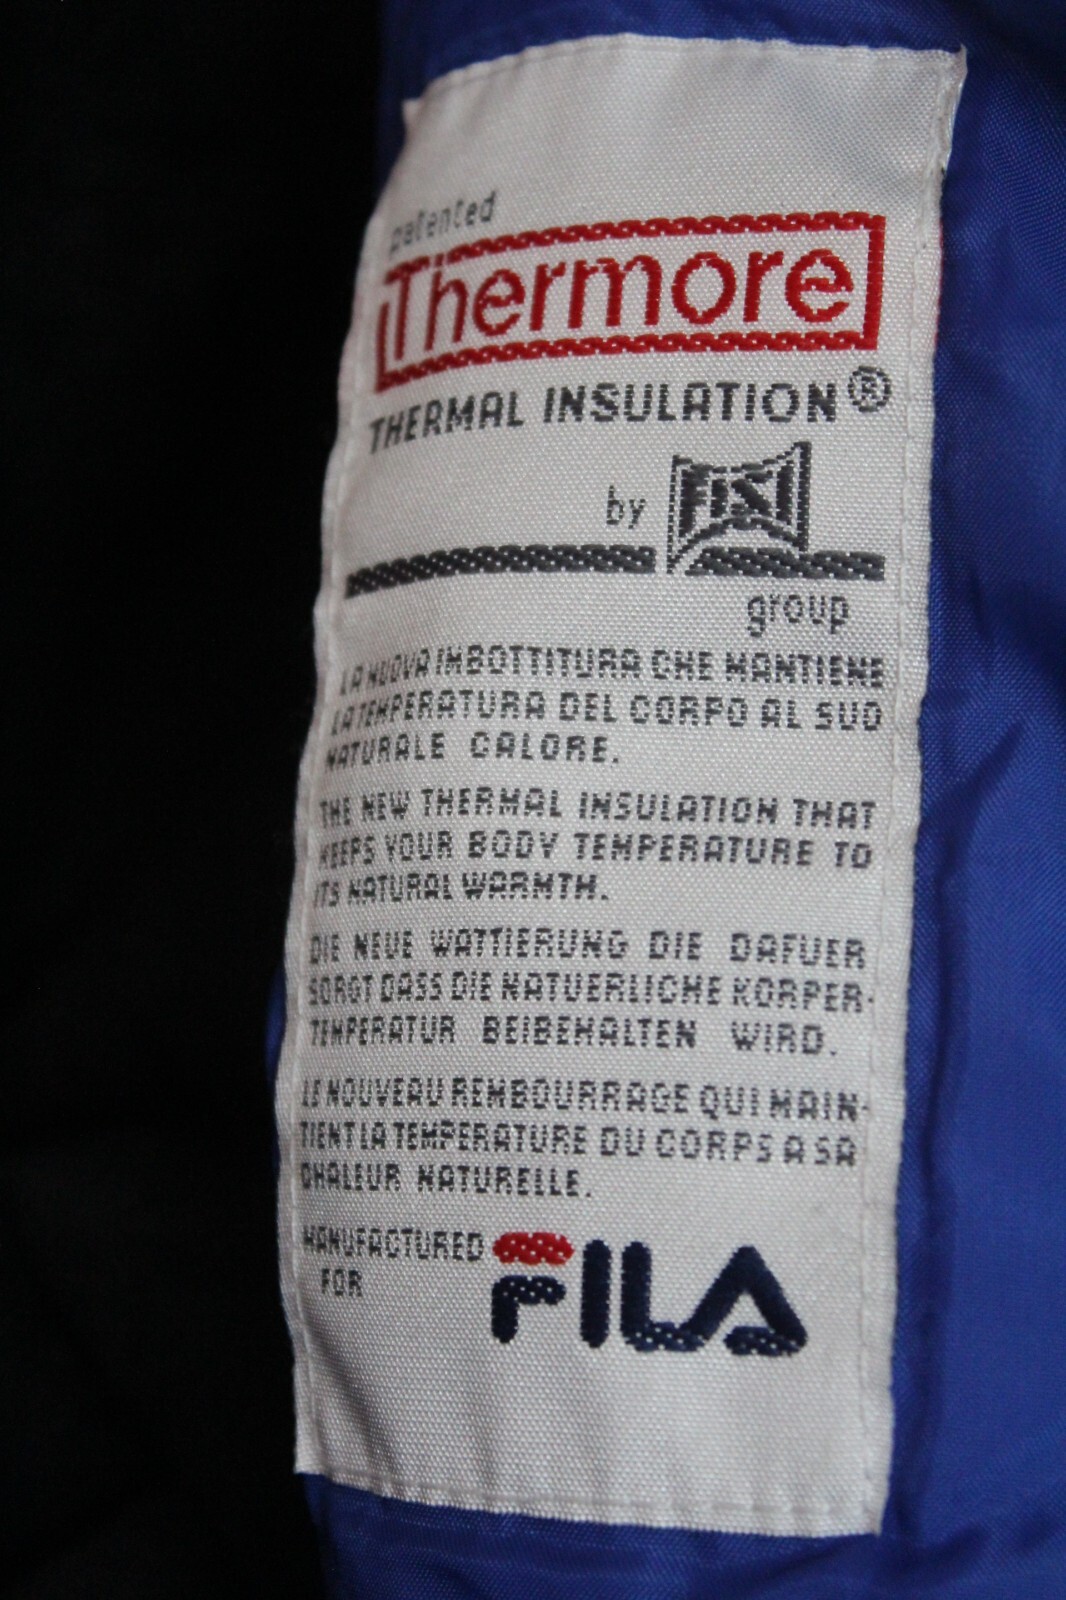 patented
Thermore
THERMAL INSULATION®
by FISI
group
LA NUOVA IMBOTTITURA CHE MANTIENE
LA TEMPERATURA DEL CORPO AL SUO
NATURALE CALORE.
THE NEW THERMAL INSULATION THAT
KEEPS YOUR BODY TEMPERATURE TO
ITS NATURAL WARMTH.
DIE NEUE WATTIERUNG DIE DAFUER
SORGT DASS DIE NATUERLICHE KORPER-
TEMPERATUR BEIBEHALTEN WIRD.
LE NOUVEAU REMBOURRAGE QUI MAIN-
TIENT LA TEMPERATURE DU CORPS A SA
CHALEUR NATURELLE.
MANUFACTURED
FOR
FILA